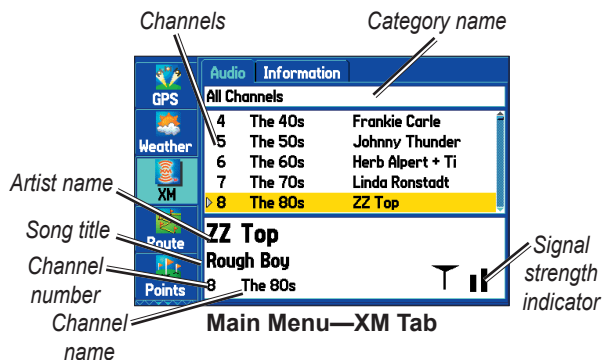 Channels
Category name
Audio Information
GPS
All Channels
4 The 40s Frankie Carle
5 The 50s Johnny Thunder
Weather
6 The 60s Herb Alpert + Ti
7 The 70s Linda Ronstadt
XM
8 The 80s ZZ Top
Artist name
ZZ Top
Song title
Route
Rough Boy
Channel number
Points
8 The 80s
Signal strength indicator
Channel name
Main Menu—XM Tab